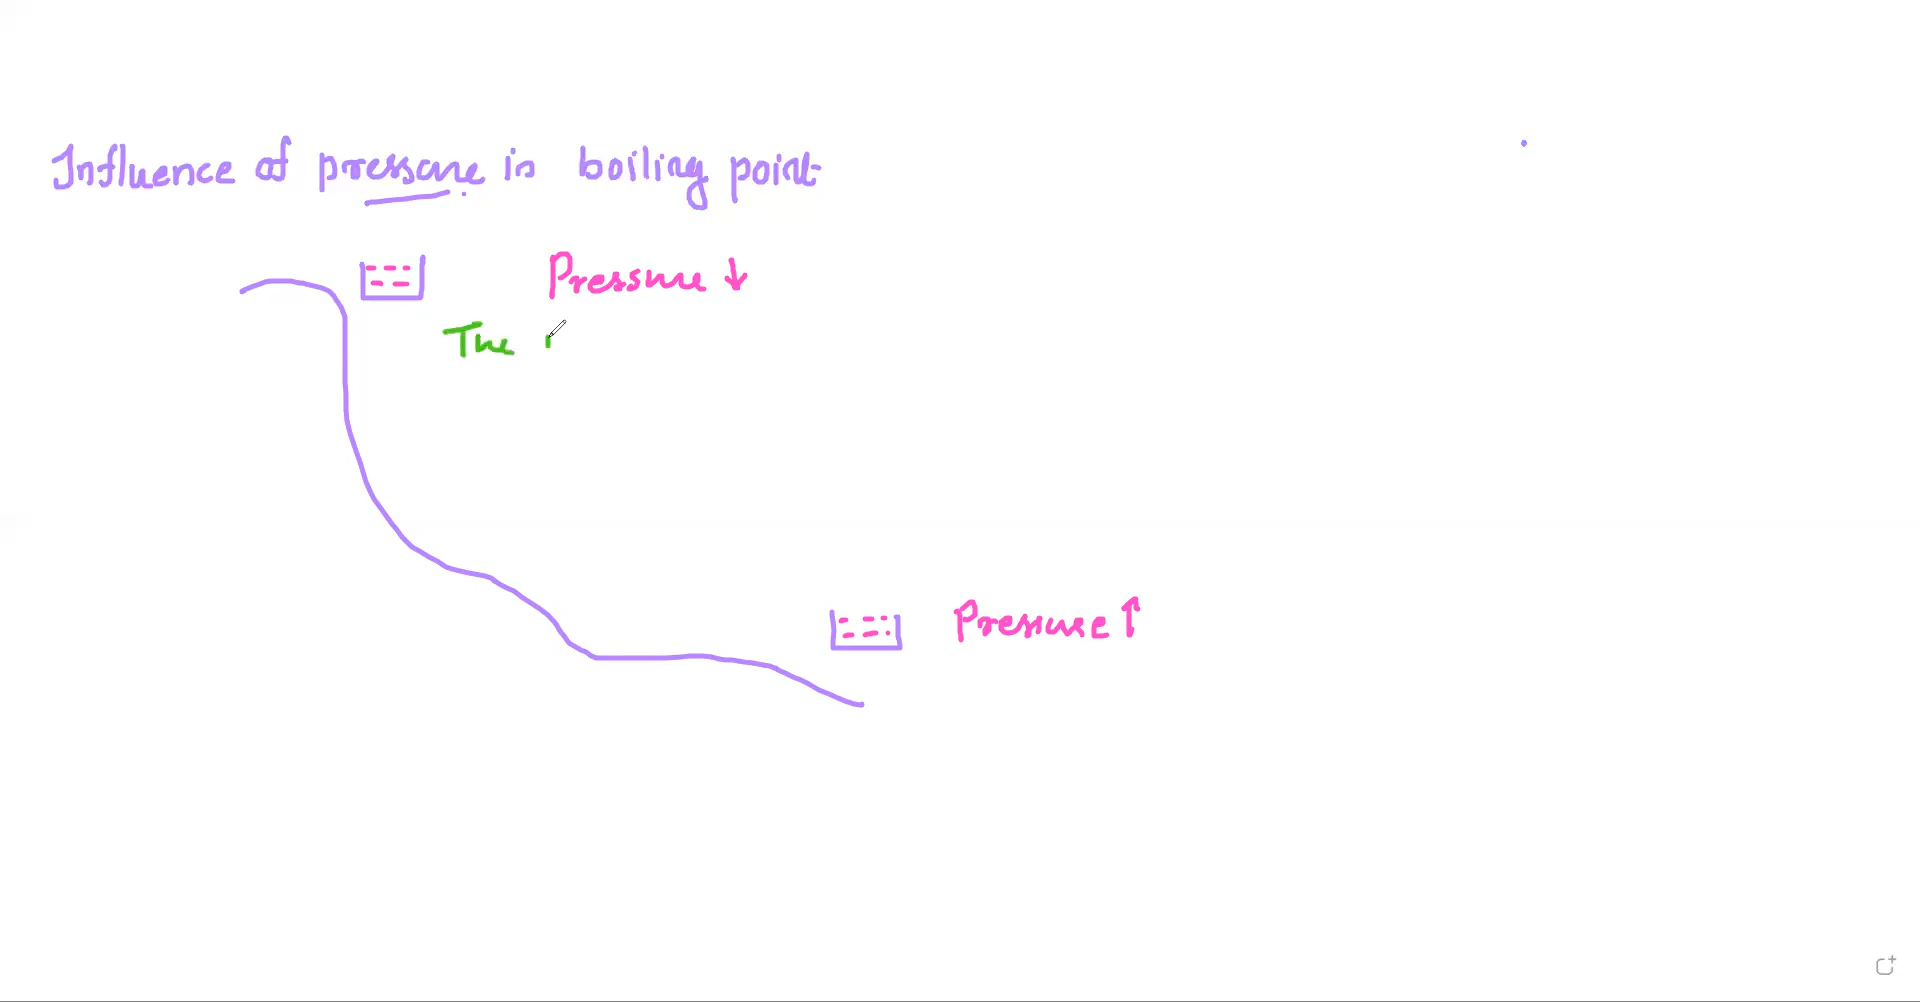 Influence of pressure in boiling point
Pressure ↓
The
Pressure ↑